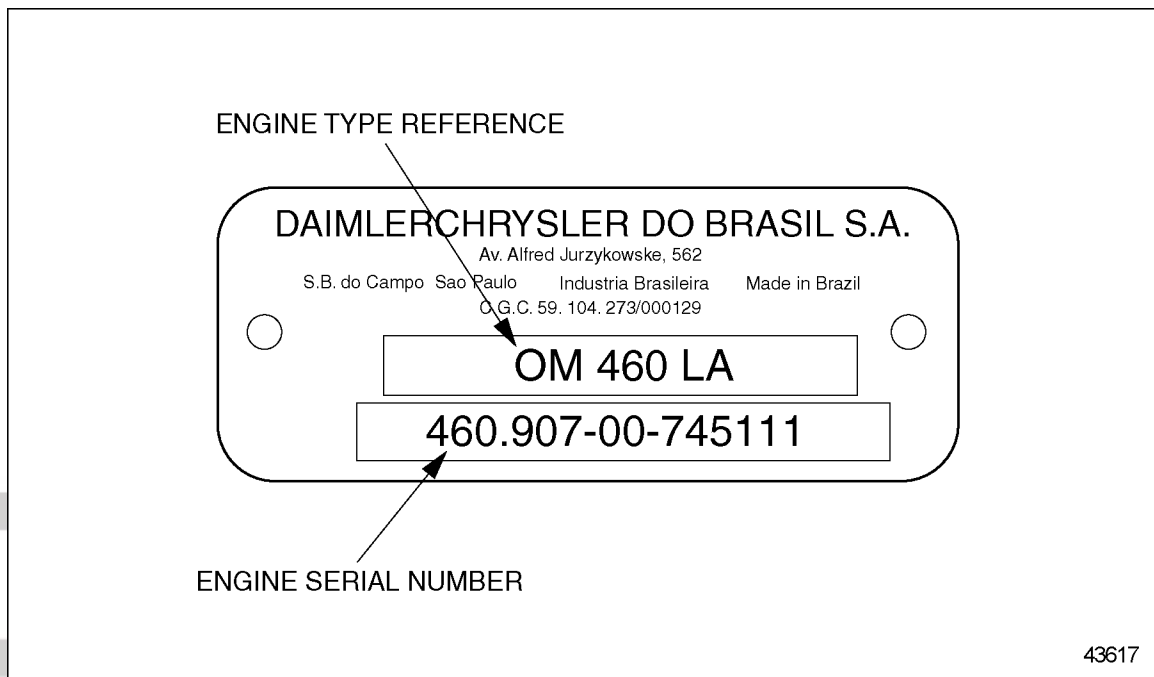 ENGINE TYPE REFERENCE
DAIMLERCHRYSLER DO BRASIL S.A.
Av. Alfred Jurzykowske, 562
S.B. do Campo Sao Paulo Industria Brasileira Made in Brazil
C.G.C. 59. 104. 273/000129
OM 460 LA
460.907-00-745111
ENGINE SERIAL NUMBER
43617